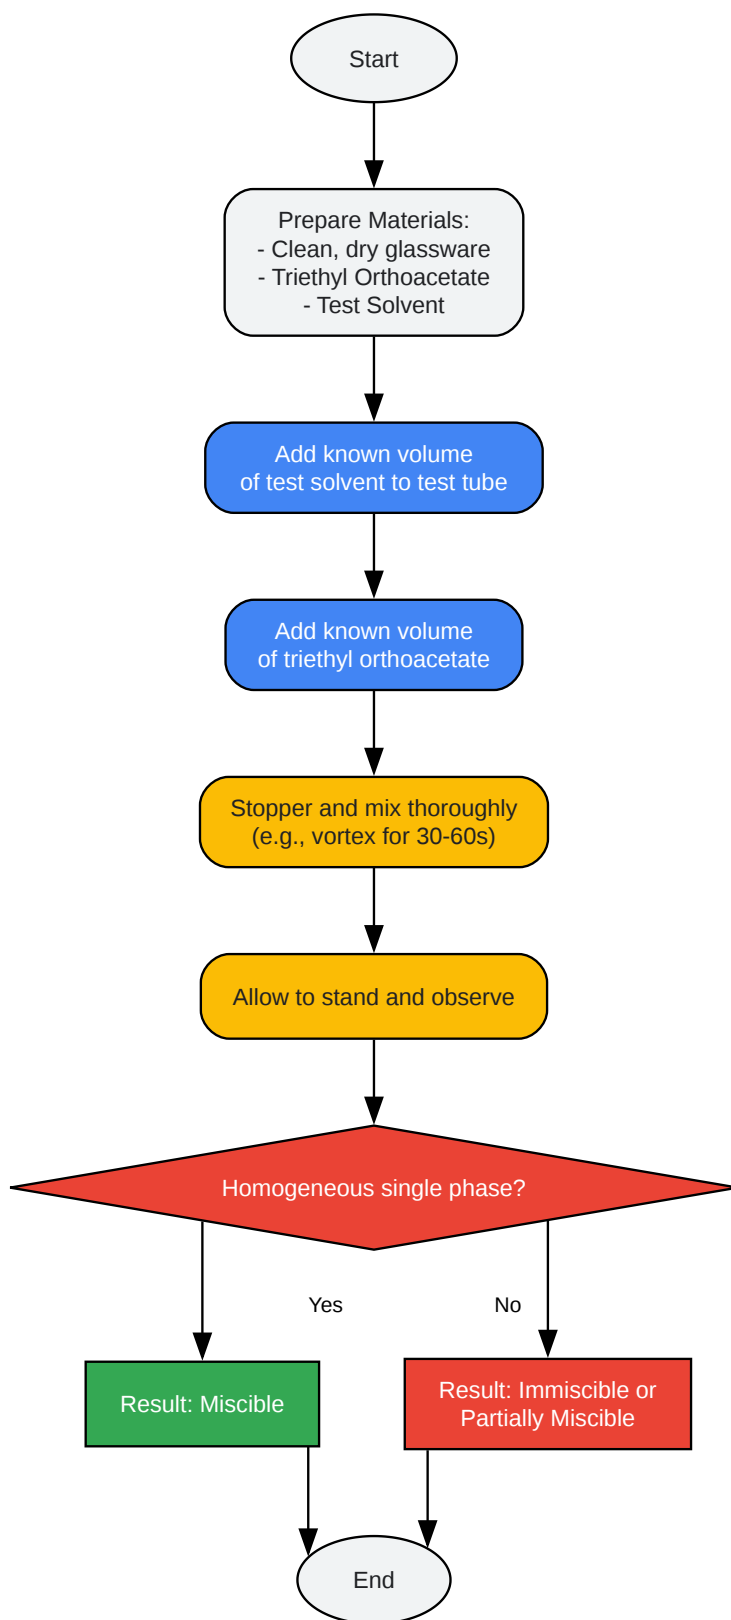 Start
Prepare Materials:
- Clean, dry glassware
- Triethyl Orthoacetate
- Test Solvent
Add known volume
of test solvent to test tube
Add known volume
of triethyl orthoacetate
Stopper and mix thoroughly
(e.g., vortex for 30-60s)
Allow to stand and observe
Homogeneous single phase?
Yes
No
Result: Miscible
Result: Immiscible or
Partially Miscible
End